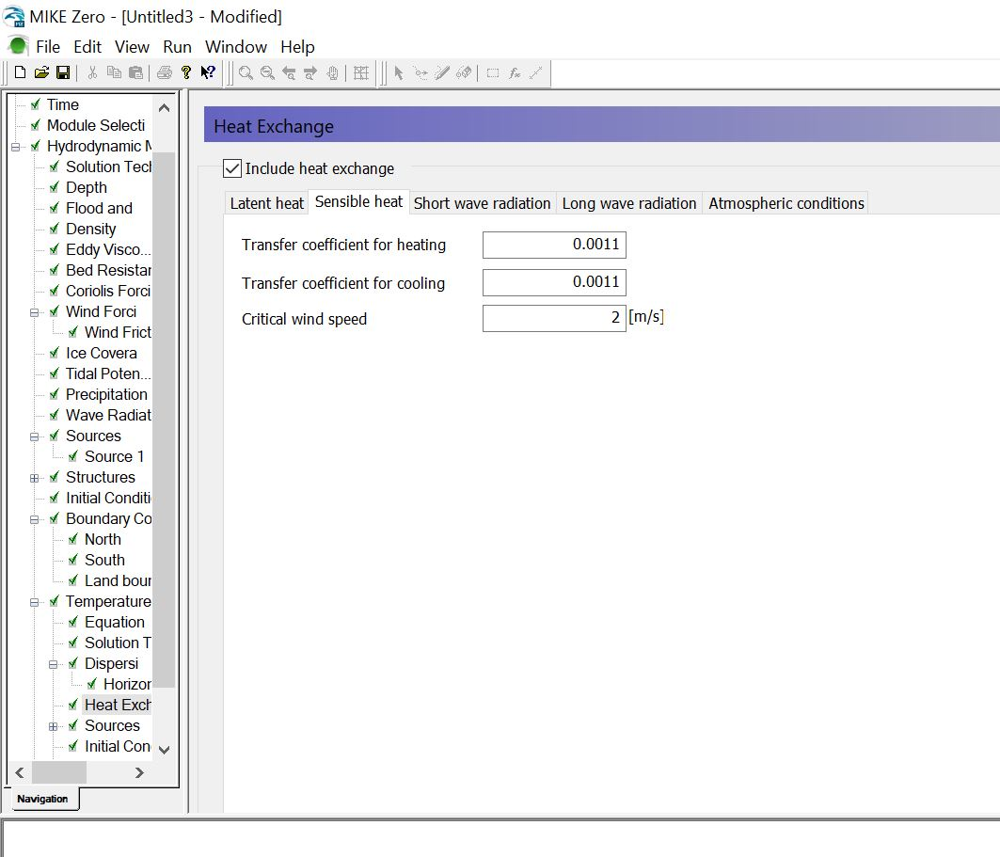 MIKE Zero - [Untitled3 - Modified]
File Edit View Run Window Help
Time
Module Selecti
Hydrodynamic M
Solution Tech
Depth
Flood and
Density
Eddy Visco...
Bed Resistar
Coriolis Forci
Wind Forci
Wind Frict
Ice Covera
Tidal Poten...
Precipitation
Wave Radiat
Sources
Source 1
Structures
Initial Conditi
Boundary Co
North
South
Land bour
Temperature
Equation
Solution T
Dispersi
Horizor
Heat Exch
Sources
Initial Con
Navigation
Heat Exchange
Include heat exchange
Latent heat Sensible heat Short wave radiation Long wave radiation Atmospheric conditions
Transfer coefficient for heating 0.0011
Transfer coefficient for cooling 0.0011
Critical wind speed 2 [m/s]